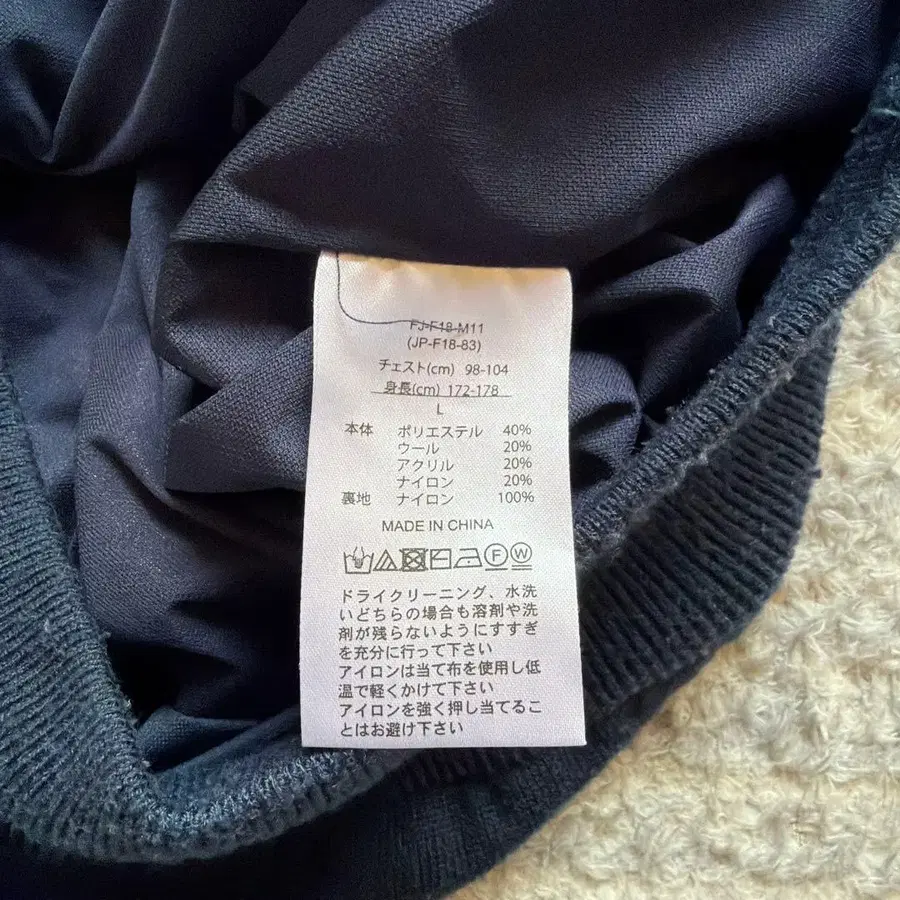 FJ-F18-M11
(JP-F18-83)
チェスト(cm) 98-104
身長(cm) 172-178
L
本体 ポリエステル 40%
ウール 20%
アクリル 20%
ナイロン 20%
裏地 ナイロン 100%
MADE IN CHINA
F W
ドライクリーニング、水洗
いどちらの場合も溶剤や洗
剤が残らないようにすすぎ
を充分に行って下さい
アイロンは当て布を使用し低
温で軽くかけて下さい
アイロンを強く押し当てるこ
とはお避け下さい